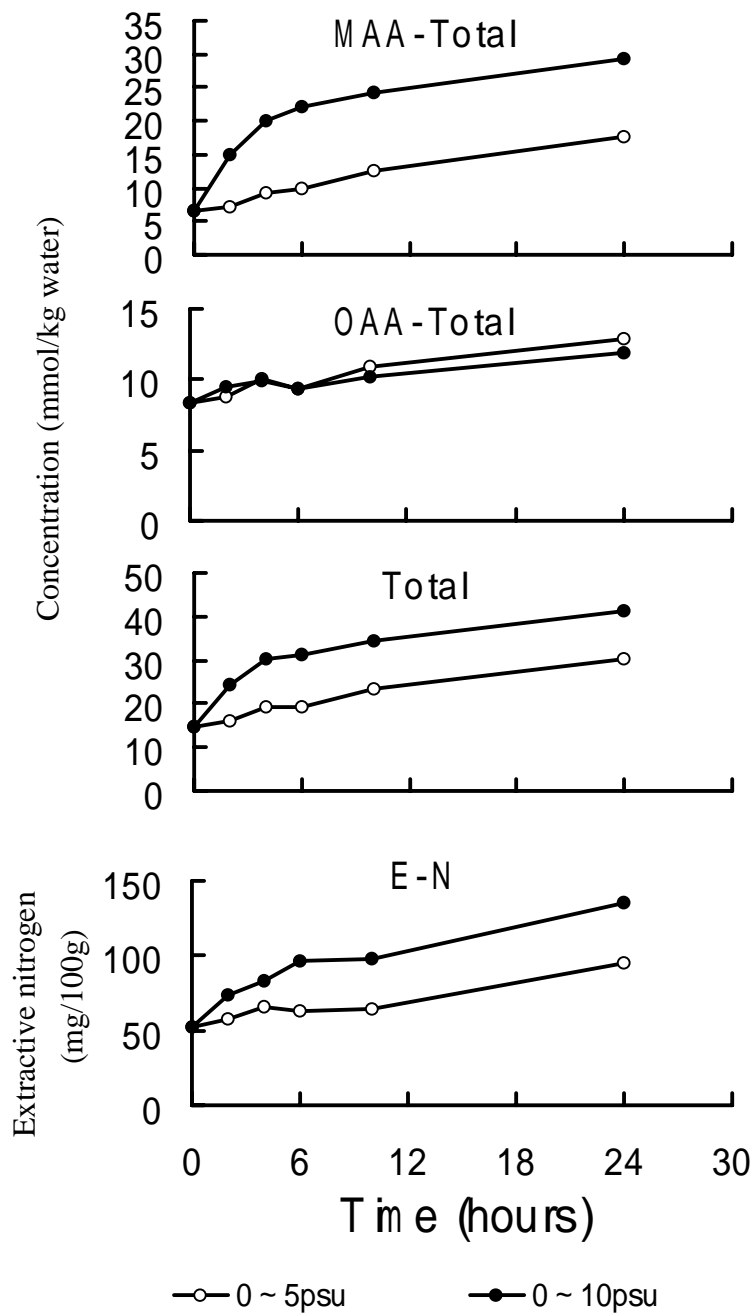 MAA-Total
35
30
25
20
15
10
5
0
Concentration (mmol/kg water)
OAA-Total
15
10
5
0
Total
50
40
30
20
10
0
E-N
150
100
50
0
Extractive nitrogen
(mg/100g)
0 6 12 18 24 30
Time (hours)
0 ~ 5psu 0 ~ 10psu